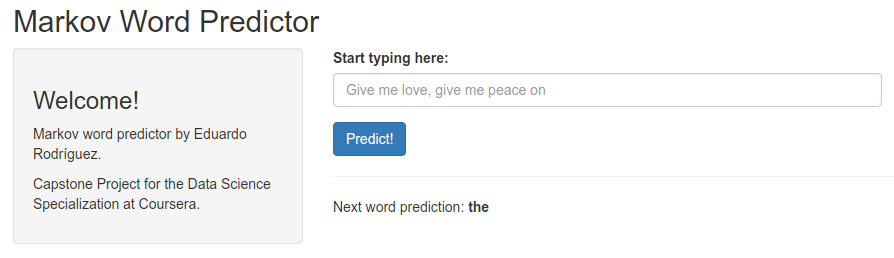 Markov Word Predictor
Welcome!
Markov word predictor by Eduardo
Rodríguez.
Capstone Project for the Data Science
Specialization at Coursera.
Start typing here:
Give me love, give me peace on
Predict!
Next word prediction: the